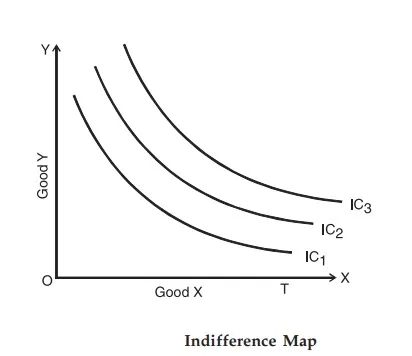 Y
Good Y
IC3
IC2
IC1
O
X
Good X
T
Indifference Map